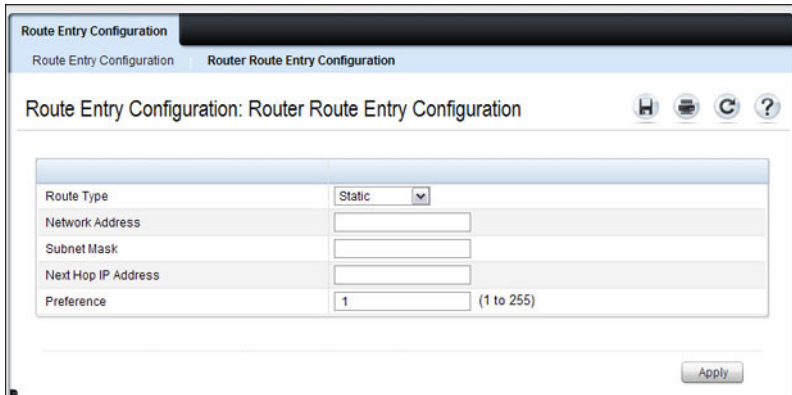 Route Entry Configuration
Route Entry Configuration Router Route Entry Configuration
Route Entry Configuration: Router Route Entry Configuration
?
Route Type Static
Network Address
Subnet Mask
Next Hop IP Address
Preference 1 (1 to 255)
Apply